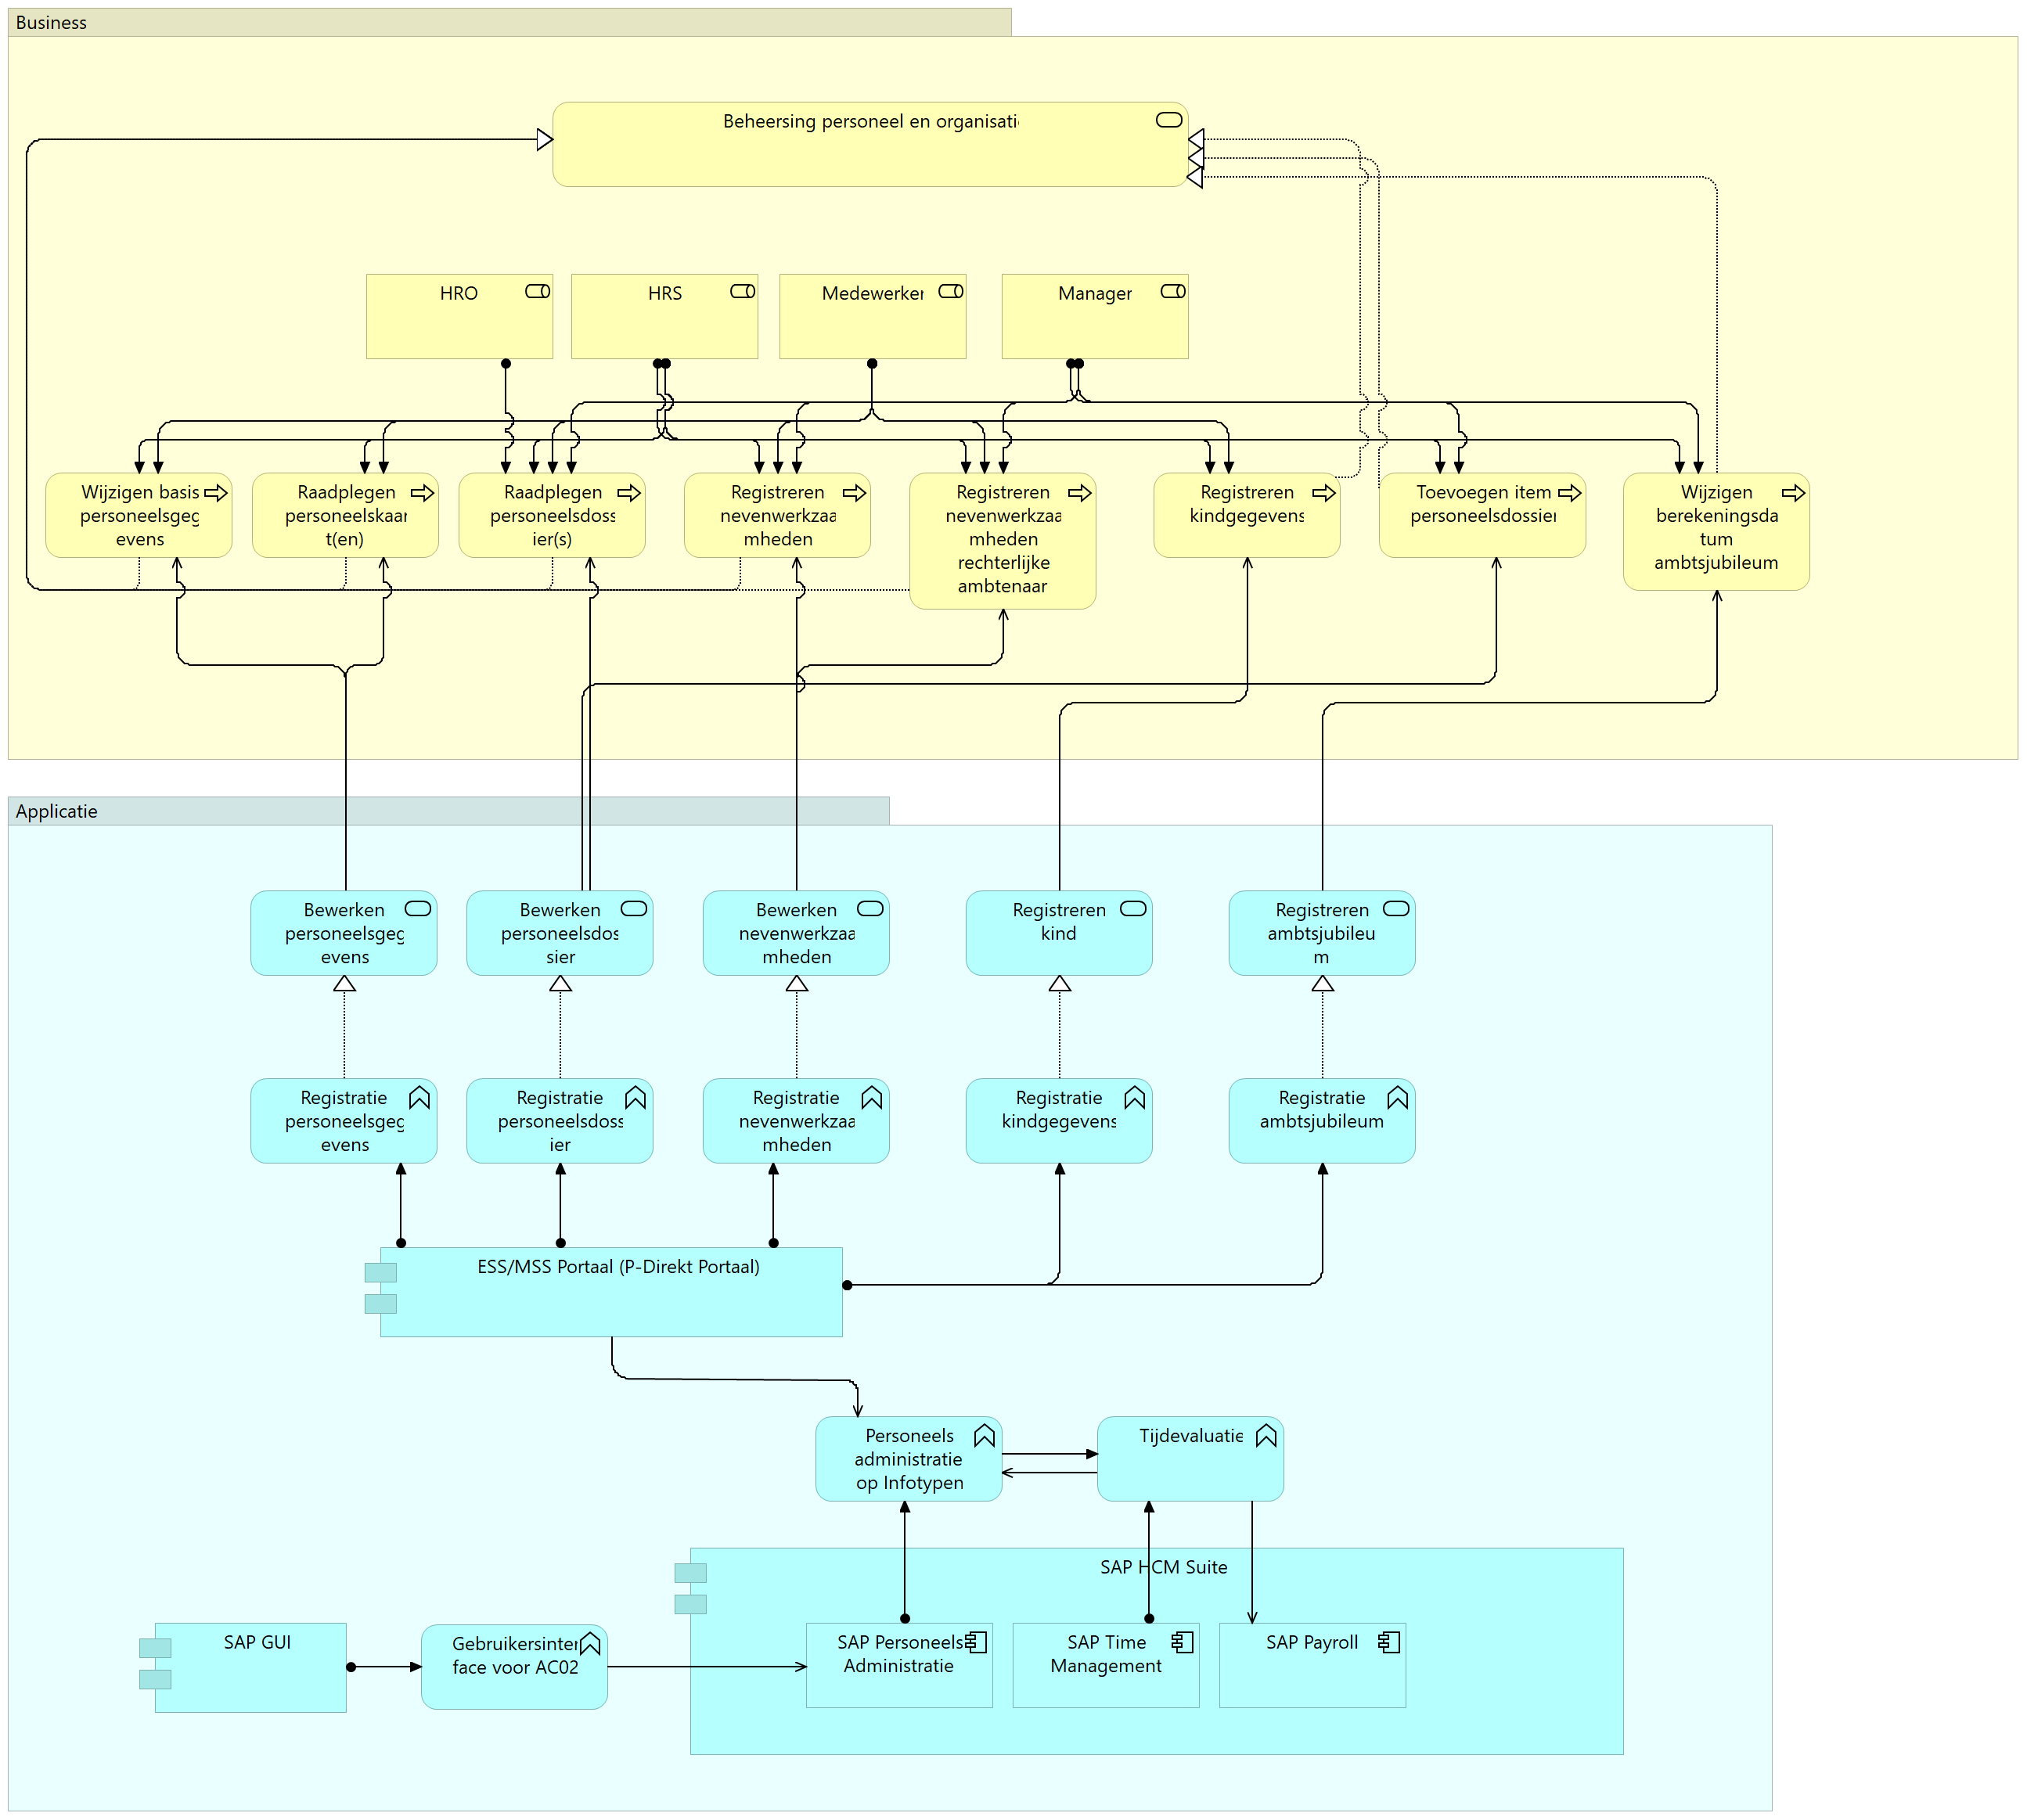 Business
Beheersing personeel en organisati
HRO
HRS
Medewerker
Manager
Wijzigen basis
personeelsgeg
evens
Raadplegen
personeelskaar
t(en)
Raadplegen
personeelsdoss
ier(s)
Registreren
nevenwerkzaa
mheden
Registreren
nevenwerkzaa
mheden
rechterlijke
ambtenaar
Registreren
kindgegevens
Toevoegen item
personeelsdossier
Wijzigen
berekeningsda
tum
ambtsjubileum
Applicatie
Bewerken
personeelsgeg
evens
Bewerken
personeelsdos
sier
Bewerken
nevenwerkzaa
mheden
Registreren
kind
Registreren
ambtsjubileu
m
Registratie
personeelsgeg
evens
Registratie
personeelsdoss
ier
Registratie
nevenwerkzaa
mheden
Registratie
kindgegevens
Registratie
ambtsjubileum
ESS/MSS Portaal (P-Direkt Portaal)
Personeels
administratie
op Infotypen
Tijdevaluatie
SAP HCM Suite
SAP GUI
Gebruikersinter
face voor AC02
SAP Personeels
Administratie
SAP Time
Management
SAP Payroll